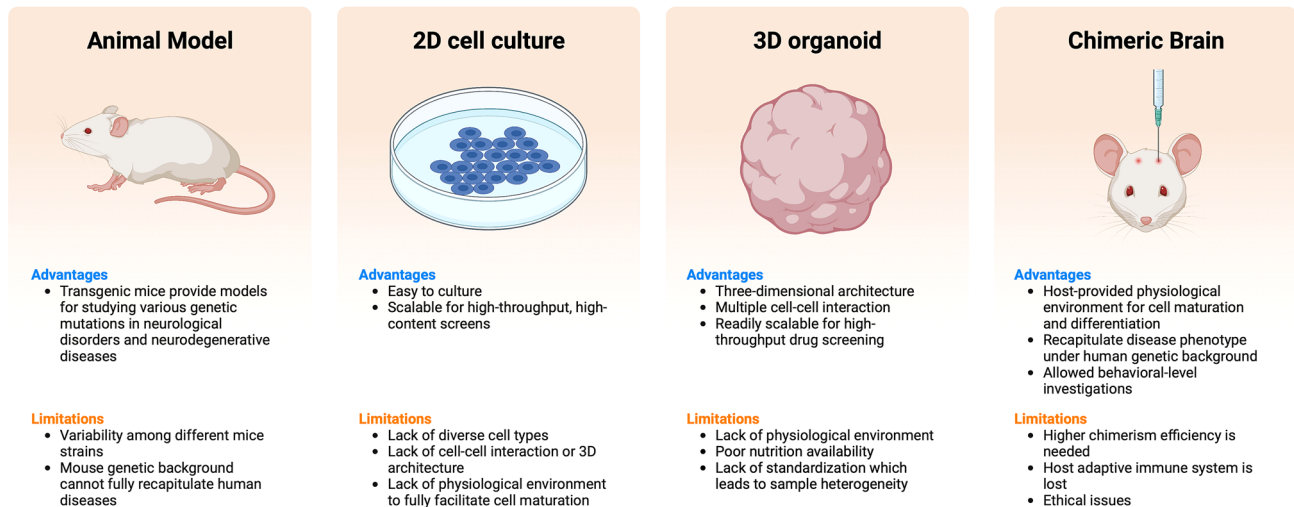 Animal Model
Advantages
• Transgenic mice provide models
for studying various genetic
mutations in neurological
disorders and neurodegenerative
diseases
Limitations
• Variability among different mice
strains
• Mouse genetic background
cannot fully recapitulate human
diseases
2D cell culture
Advantages
• Easy to culture
• Scalable for high-throughput, high-
content screens
Limitations
• Lack of diverse cell types
• Lack of cell-cell interaction or 3D
architecture
• Lack of physiological environment
to fully facilitate cell maturation
3D organoid
Advantages
• Three-dimensional architecture
• Multiple cell-cell interaction
• Readily scalable for high-
throughput drug screening
Limitations
• Lack of physiological environment
• Poor nutrition availability
• Lack of standardization which
leads to sample heterogeneity
Chimeric Brain
Advantages
• Host-provided physiological
environment for cell maturation
and differentiation
• Recapitulate disease phenotype
under human genetic background
• Allowed behavioral-level
investigations
Limitations
• Higher chimerism efficiency is
needed
• Host adaptive immune system is
lost
• Ethical issues